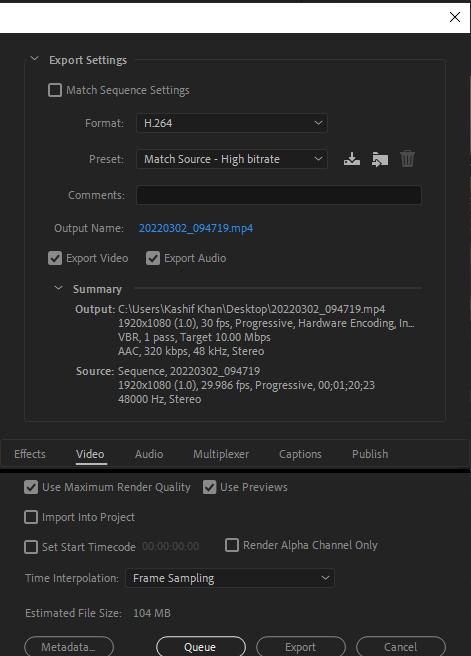 Export Settings
Match Sequence Settings
Format: H.264
Preset: Match Source - High bitrate
Comments:
Output Name: 20220302_094719.mp4
Export Video Export Audio
Summary
Output: C:\Users\Kashif Khan\Desktop\20220302_094719.mp4
1920x1080 (1.0), 30 fps, Progressive, Hardware Encoding, In...
VBR, 1 pass, Target 10.00 Mbps
AAC, 320 kbps, 48 kHz, Stereo
Source: Sequence, 20220302_094719
1920x1080 (1.0), 29.986 fps, Progressive, 00;01;20;23
48000 Hz, Stereo
Effects Video Audio Multiplexer Captions Publish
Use Maximum Render Quality Use Previews
Import Into Project
Set Start Timecode 00:00:00:00 Render Alpha Channel Only
Time Interpolation: Frame Sampling
Estimated File Size: 104 MB
Metadata... Queue Export Cancel